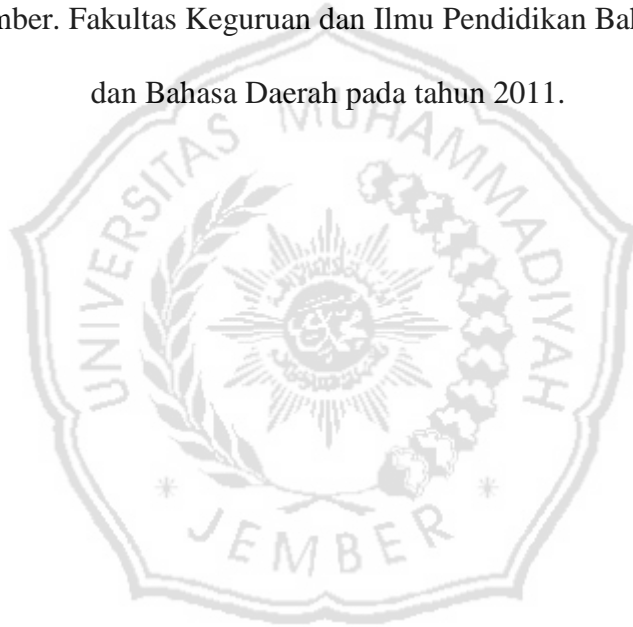 mber. Fakultas Keguruan dan Ilmu Pendidikan Bah
dan Bahasa Daerah pada tahun 2011.
UNIVERSITAS MUHAMMADIYAH
JEMBER